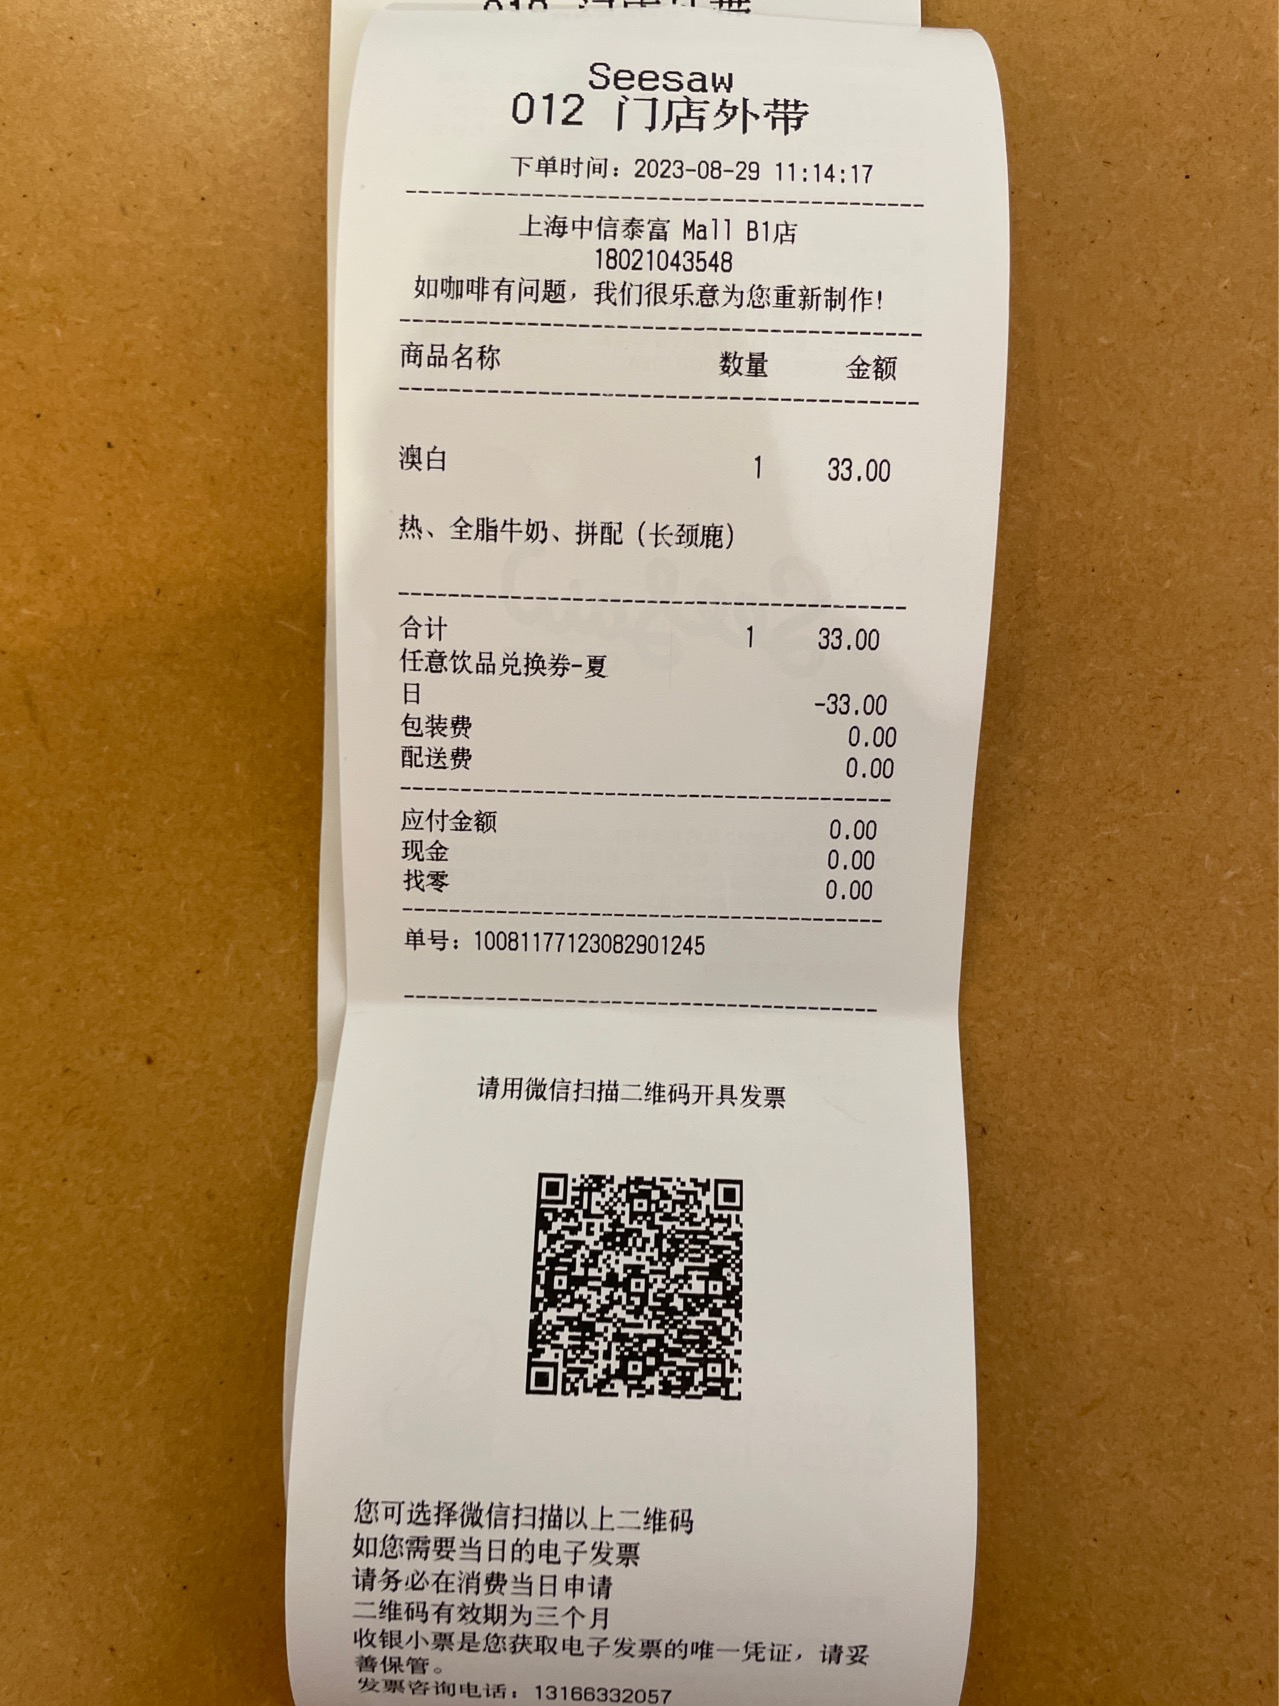 Seesaw
012 门店外带
下单时间：2023-08-29 11:14:17
上海中信泰富 Mall B1店
18021043548
如咖啡有问题，我们很乐意为您重新制作！
商品名称 数量 金额
澳白 1 33.00
热、全脂牛奶、拼配（长颈鹿）
合计 1 33.00
任意饮品兑换券-夏
日 -33.00
包装费 0.00
配送费 0.00
应付金额 0.00
现金 0.00
找零 0.00
单号：10081177123082901245
请用微信扫描二维码开具发票
您可选择微信扫描以上二维码
如您需要当日的电子发票
请务必在消费当日申请
二维码有效期为三个月
收银小票是您获取电子发票的唯一凭证，请妥
善保管。
发票咨询电话：13166332057